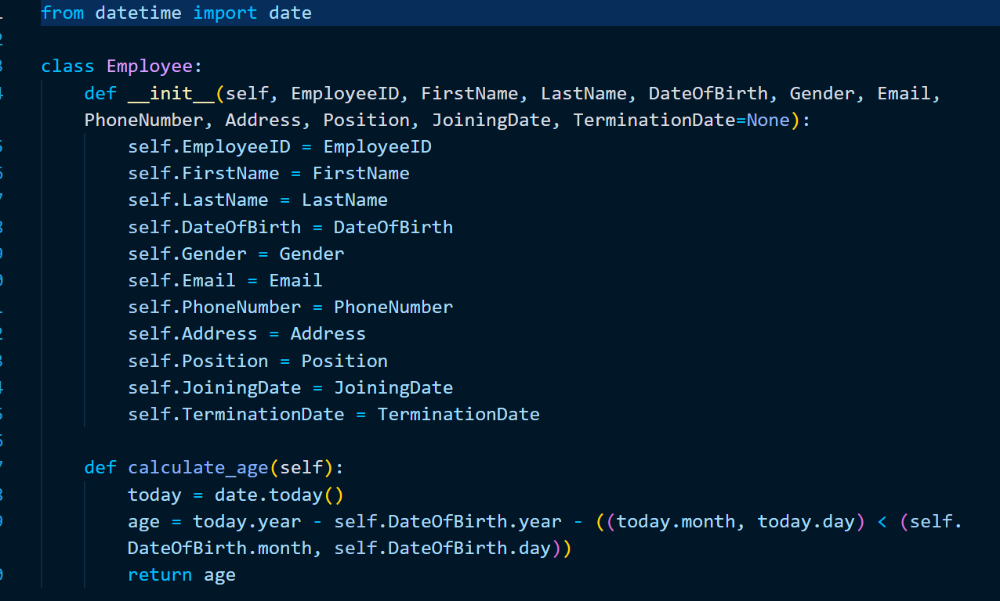 from datetime import date
class Employee:
def __init__(self, EmployeeID, FirstName, LastName, DateOfBirth, Gender, Email,
PhoneNumber, Address, Position, JoiningDate, TerminationDate=None):
self.EmployeeID = EmployeeID
self.FirstName = FirstName
self.LastName = LastName
self.DateOfBirth = DateOfBirth
self.Gender = Gender
self.Email = Email
self.PhoneNumber = PhoneNumber
self.Address = Address
self.Position = Position
self.JoiningDate = JoiningDate
self.TerminationDate = TerminationDate
def calculate_age(self):
today = date.today()
age = today.year - self.DateOfBirth.year - ((today.month, today.day) < (self.
DateOfBirth.month, self.DateOfBirth.day))
return age